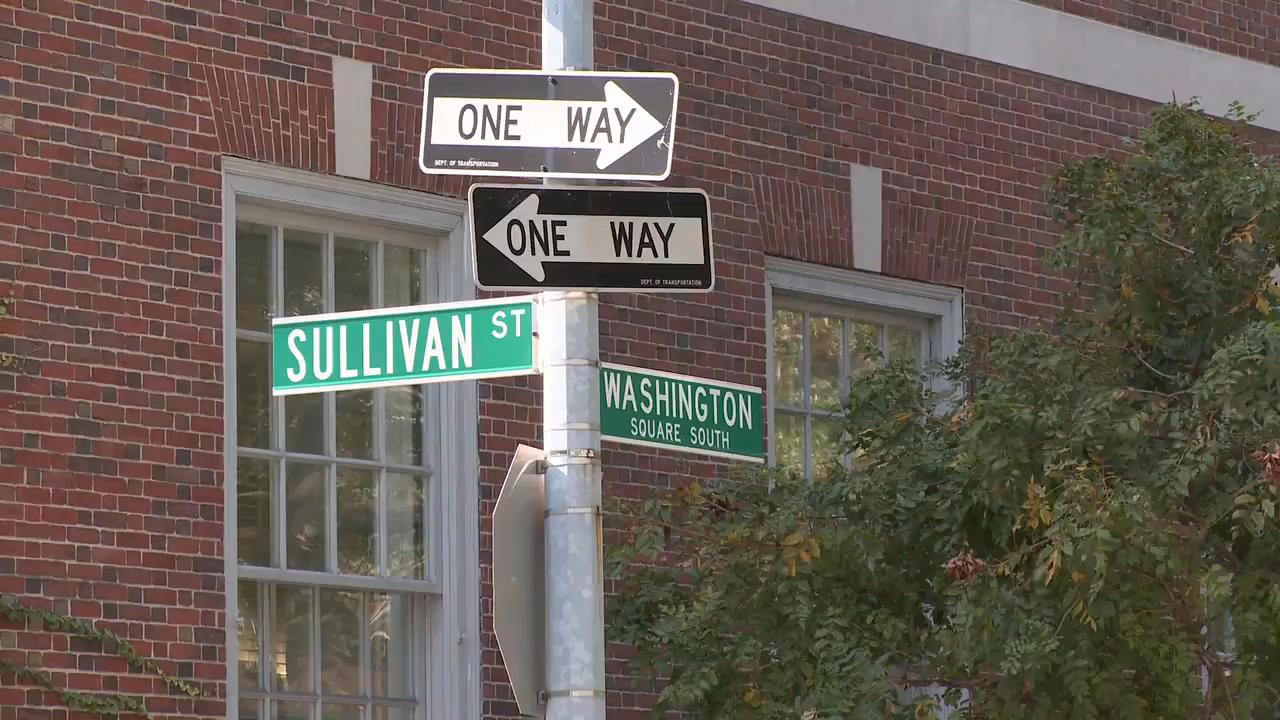 ONE WAY
DEPT. OF TRANSPORTATION
ONE WAY
DEPT. OF TRANSPORTATION
SULLIVAN ST
WASHINGTON
SQUARE SOUTH